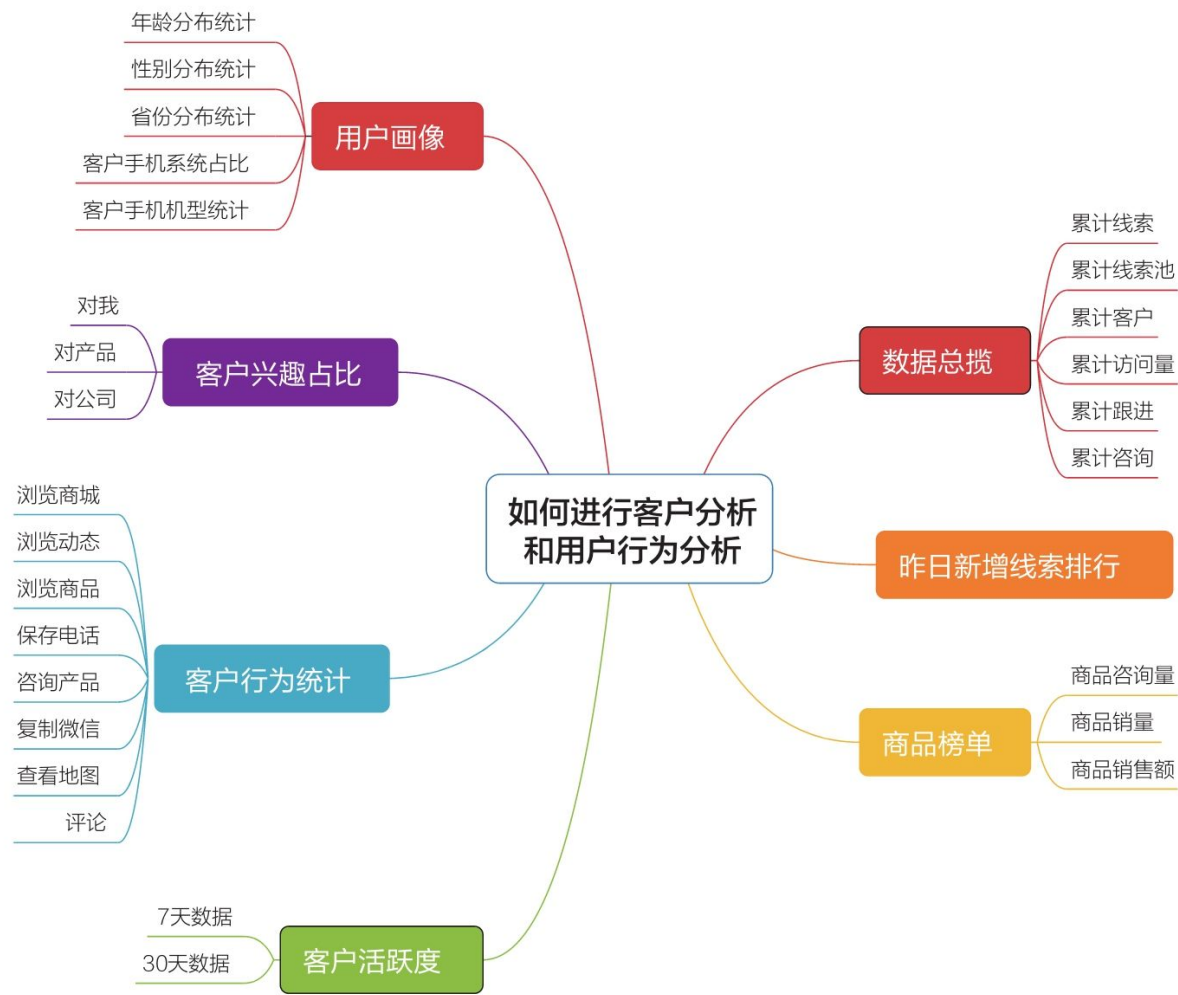 如何进行客户分析
和用户行为分析
用户画像
年龄分布统计
性别分布统计
省份分布统计
客户手机系统占比
客户手机机型统计
客户兴趣占比
对我
对产品
对公司
客户行为统计
浏览商城
浏览动态
浏览商品
保存电话
咨询产品
复制微信
查看地图
评论
客户活跃度
7天数据
30天数据
数据总揽
累计线索
累计线索池
累计客户
累计访问量
累计跟进
累计咨询
昨日新增线索排行
商品榜单
商品咨询量
商品销量
商品销售额